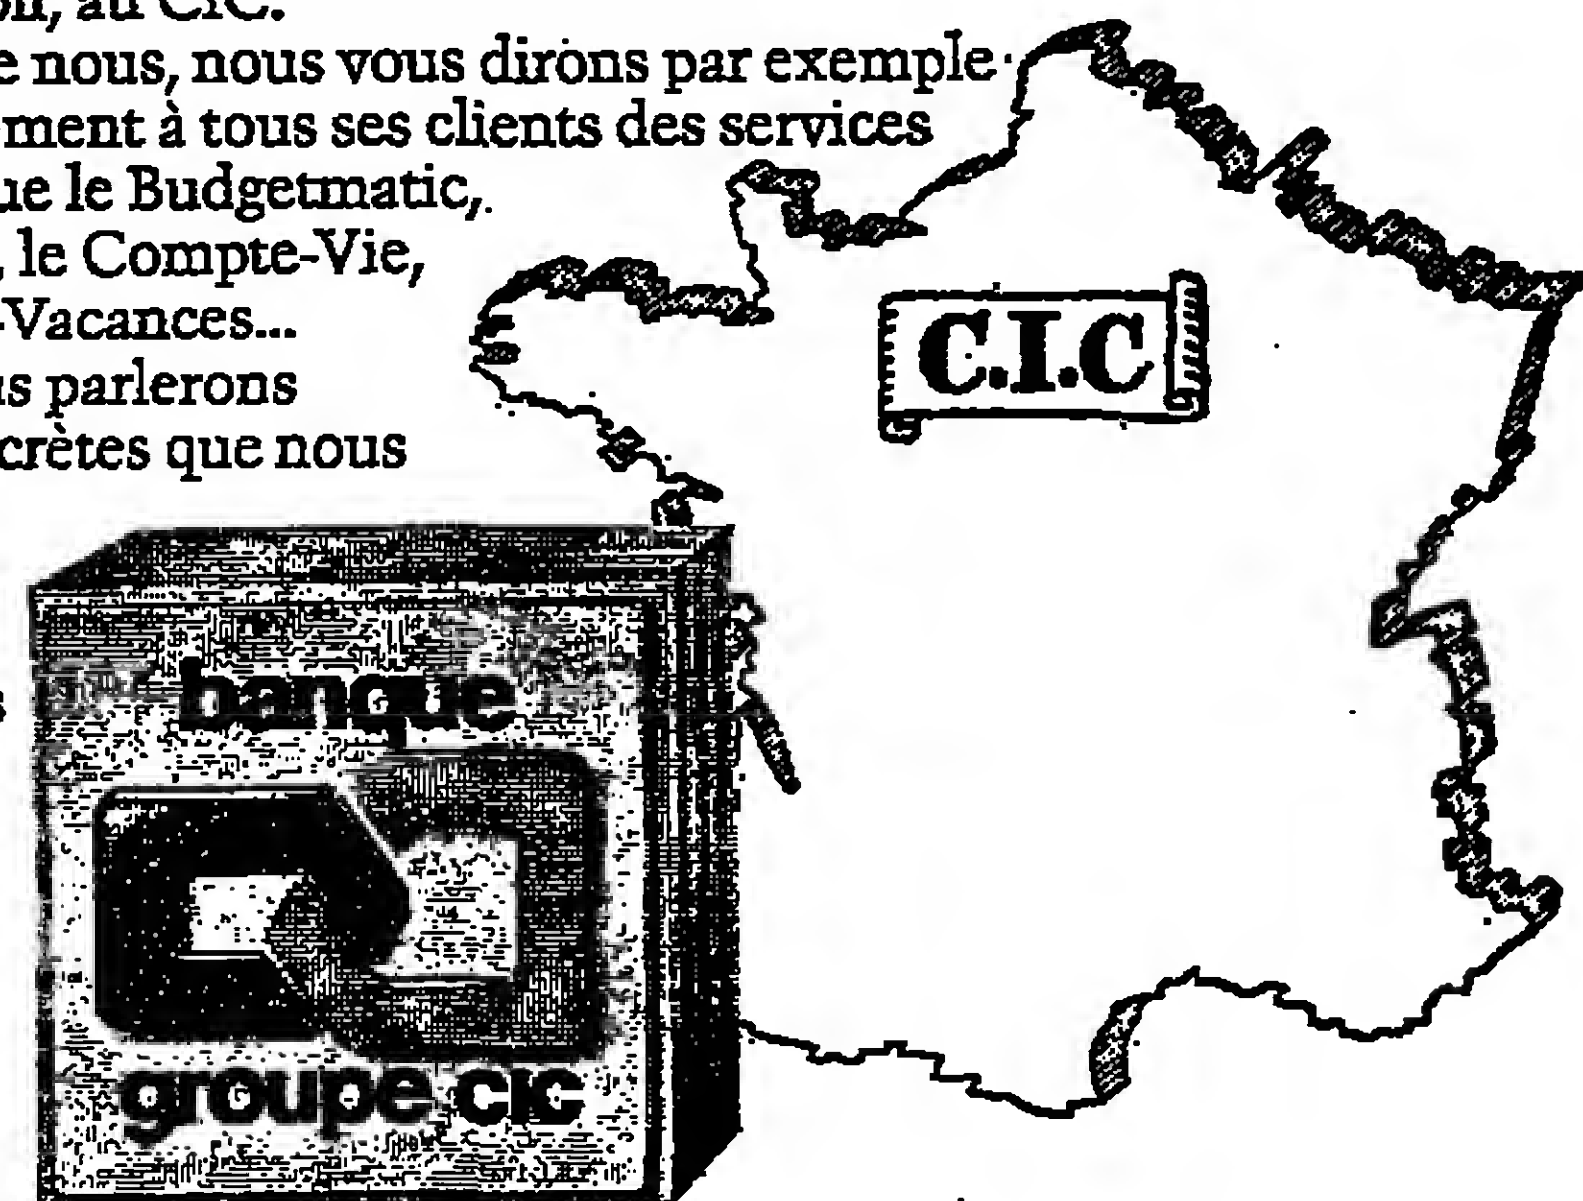 on, au CIC.
e nous, nous vous dirons par exemple
ment à tous ses clients des services
ue le Budgetmatic,
, le Compte-Vie,
-Vacances...
us parlerons
crètes que nous
s
C.I.C
banque
groupe CIC